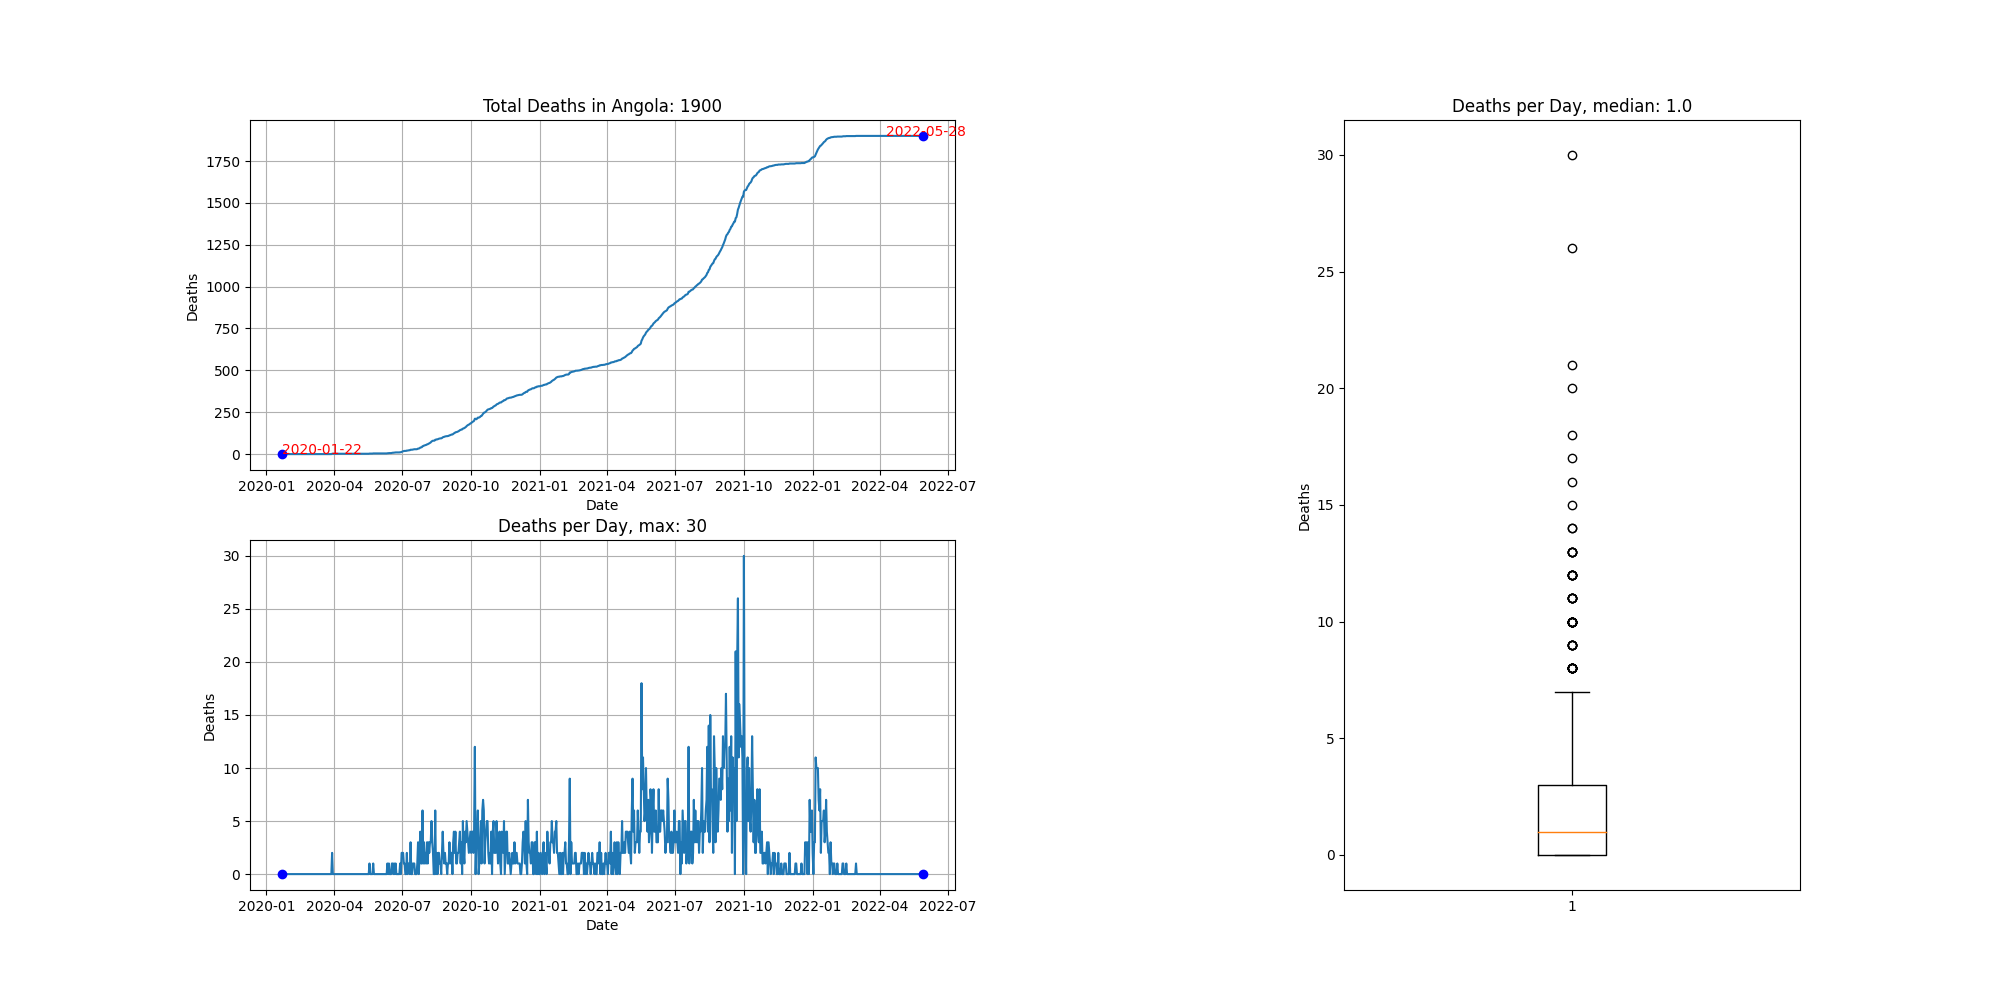 Total Deaths in Angola: 1900
2022-05-28
1750
1500
1250
1000
750
500
250
0
Deaths
2020-01-22
2020-01 2020-04 2020-07 2020-10 2021-01 2021-04 2021-07 2021-10 2022-01 2022-04 2022-07
Date
Deaths per Day, max: 30
30
25
20
15
10
5
0
Deaths
2020-01 2020-04 2020-07 2020-10 2021-01 2021-04 2021-07 2021-10 2022-01 2022-04 2022-07
Date
Deaths per Day, median: 1.0
30
25
20
15
10
5
0
Deaths
1